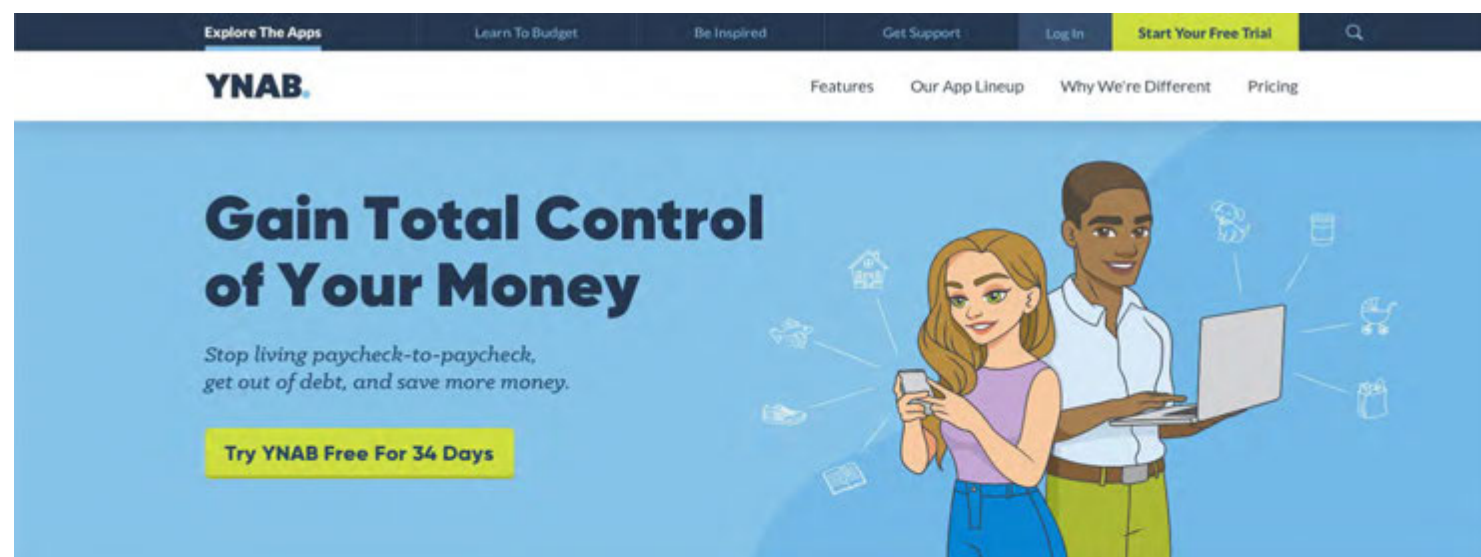 Explore The Apps Learn To Budget Be Inspired Get Support Log In Start Your Free Trial
YNAB. Features Our App Lineup Why We're Different Pricing
Gain Total Control
of Your Money
Stop living paycheck-to-paycheck,
get out of debt, and save more money.
Try YNAB Free For 34 Days